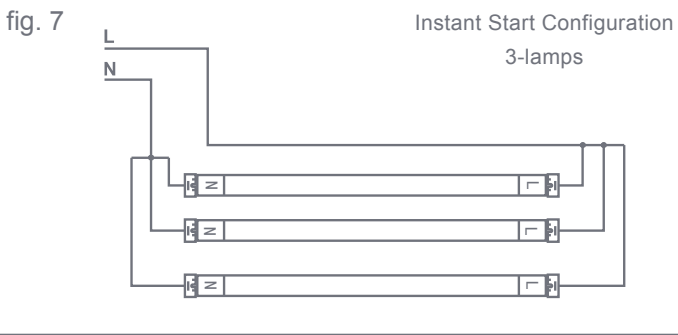 fig. 7
Instant Start Configuration
3-lamps
L
N
N L
N L
N L